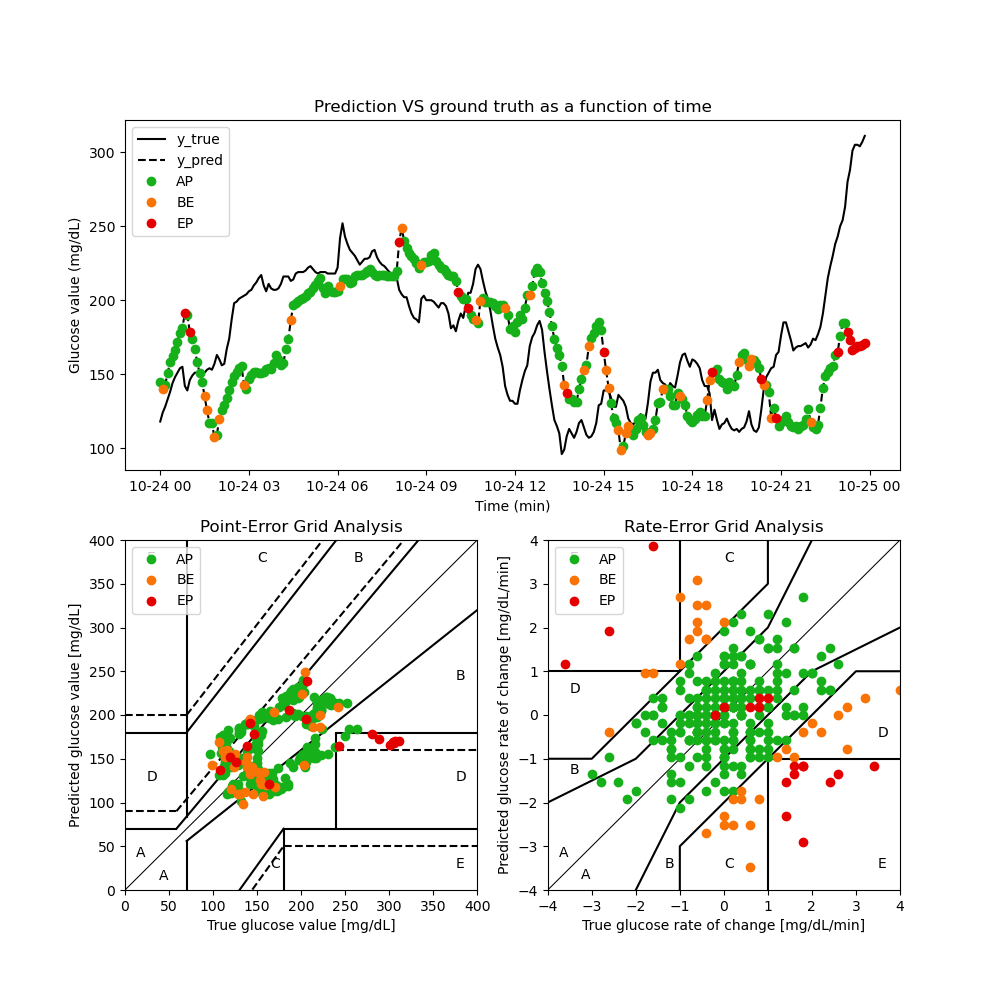 Prediction VS ground truth as a function of time
Glucose value (mg/dL)
300
250
200
150
100
y_true
y_pred
AP
BE
EP
10-24 00 10-24 03 10-24 06 10-24 09 10-24 12 10-24 15 10-24 18 10-24 21 10-25 00
Time (min)
Point-Error Grid Analysis
Predicted glucose value [mg/dL]
400
350
300
250
200
150
100
50
0
AP
BE
EP
C
B
B
D
D
A
A
C
E
0 50 100 150 200 250 300 350 400
True glucose value [mg/dL]
Rate-Error Grid Analysis
Predicted glucose rate of change [mg/dL/min]
4
3
2
1
0
−1
−2
−3
−4
AP
BE
EP
C
D
D
B
A
A
B
C
E
−4 −3 −2 −1 0 1 2 3 4
True glucose rate of change [mg/dL/min]